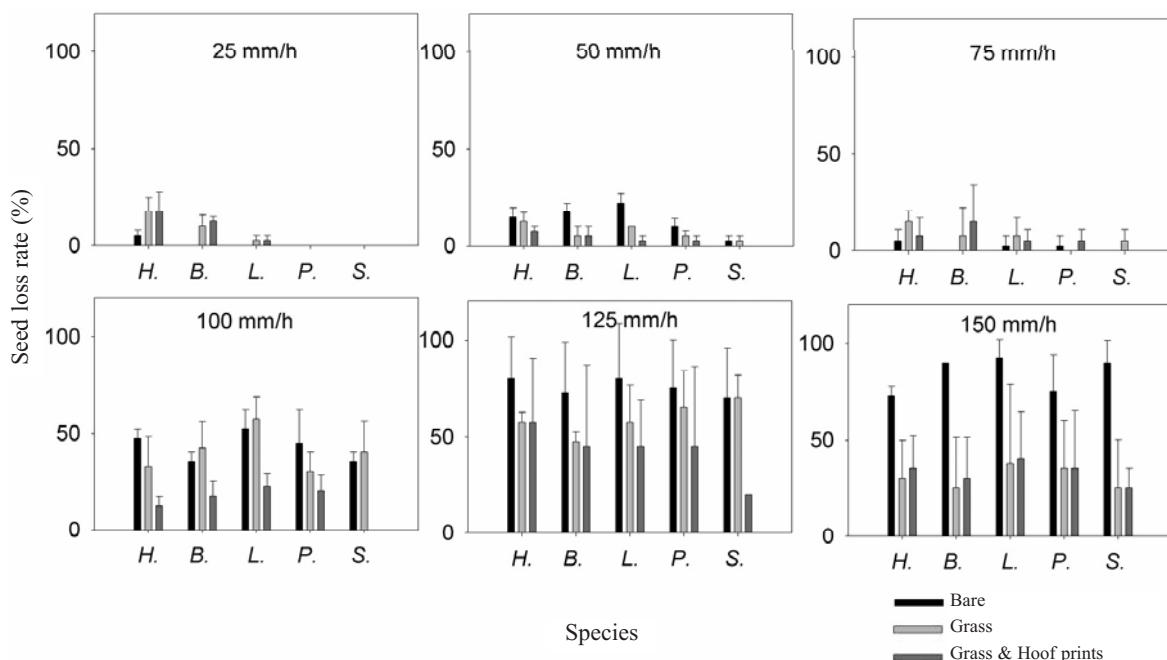 25 mm/h
50 mm/h
75 mm/h
100
50
0
100
50
0
100
50
0
H. B. L. P. S.
H. B. L. P. S.
H. B. L. P. S.
Seed loss rate (%)
100 mm/h
125 mm/h
150 mm/h
100
50
0
100
50
0
100
50
0
H. B. L. P. S.
H. B. L. P. S.
H. B. L. P. S.
Species
Bare
Grass
Grass & Hoof prints